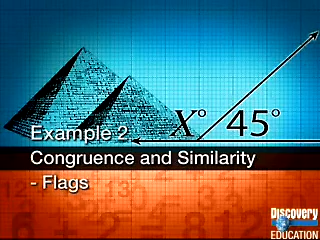 X° 45°
Example 2
Congruence and Similarity
- Flags
Discovery
EDUCATION